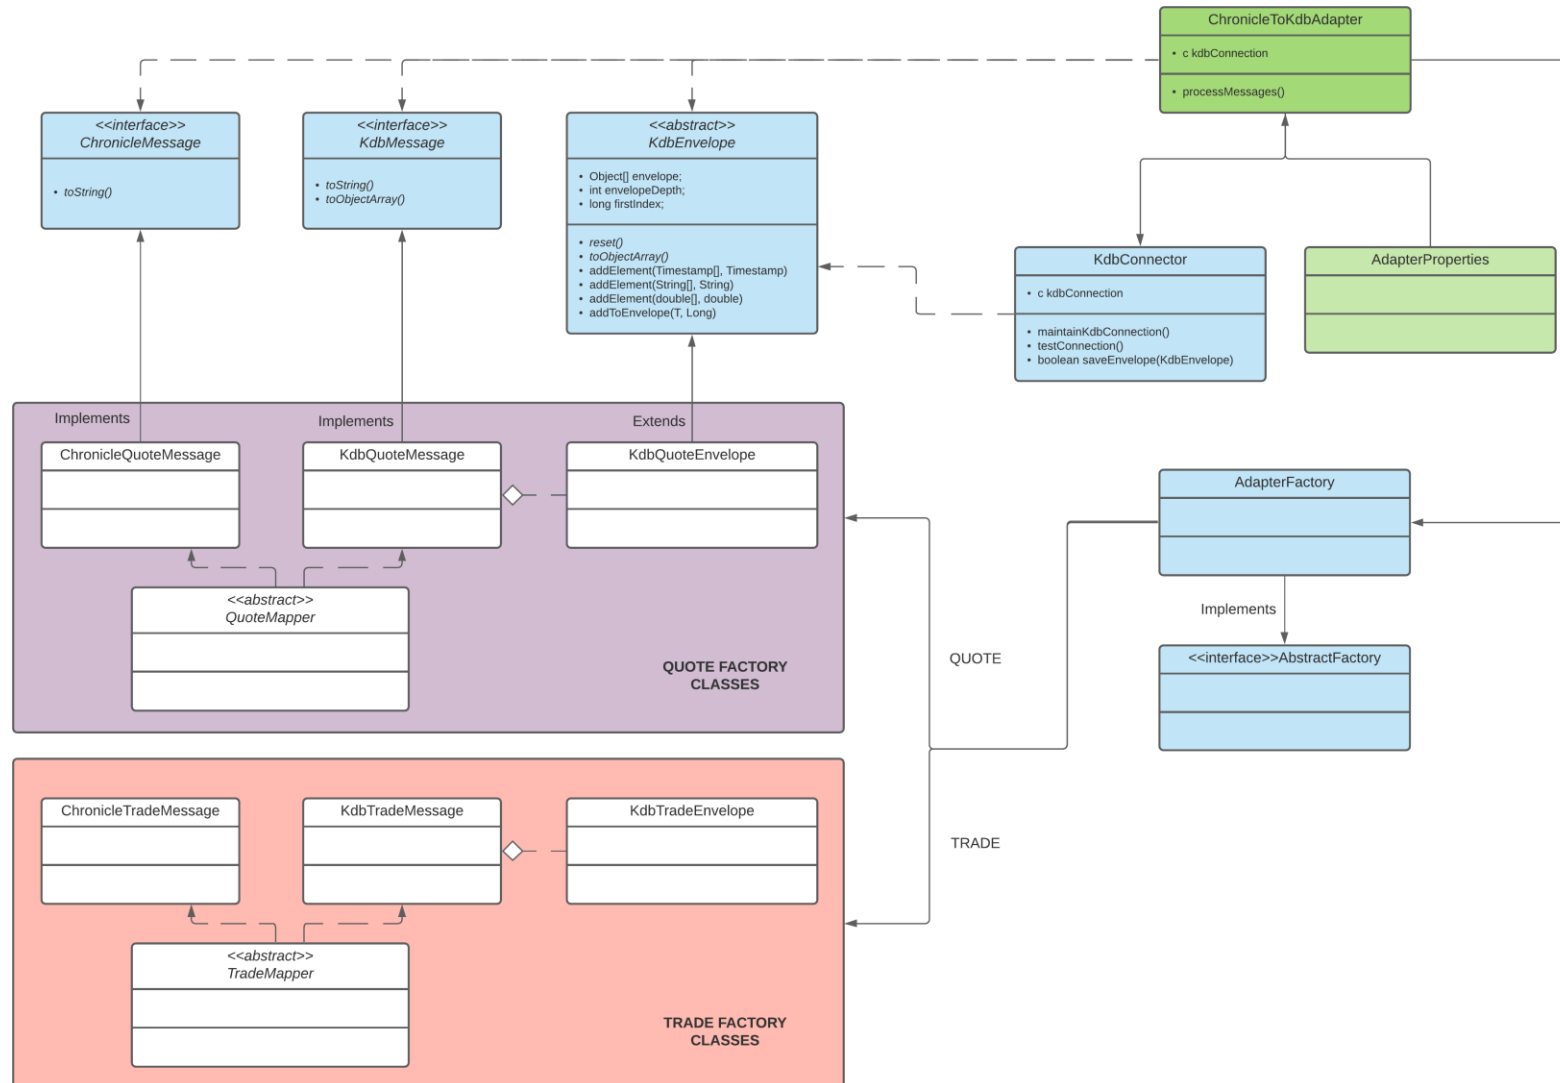 ChronicleToKdbAdapter
• c kdbConnection
• processMessages()
<<interface>>
ChronicleMessage
• toString()
<<interface>>
KdbMessage
• toString()
• toObjectArray()
<<abstract>>
KdbEnvelope
• Object[] envelope;
• int envelopeDepth;
• long firstIndex;
• reset()
• toObjectArray()
• addElement(Timestamp[], Timestamp)
• addElement(String[], String)
• addElement(double[], double)
• addToEnvelope(T, Long)
KdbConnector
• c kdbConnection
• maintainKdbConnection()
• testConnection()
• boolean saveEnvelope(KdbEnvelope)
AdapterProperties
Implements
Implements
Extends
ChronicleQuoteMessage
KdbQuoteMessage
KdbQuoteEnvelope
<<abstract>>
QuoteMapper
QUOTE FACTORY
CLASSES
AdapterFactory
Implements
<<interface>>AbstractFactory
QUOTE
TRADE
ChronicleTradeMessage
KdbTradeMessage
KdbTradeEnvelope
<<abstract>>
TradeMapper
TRADE FACTORY
CLASSES